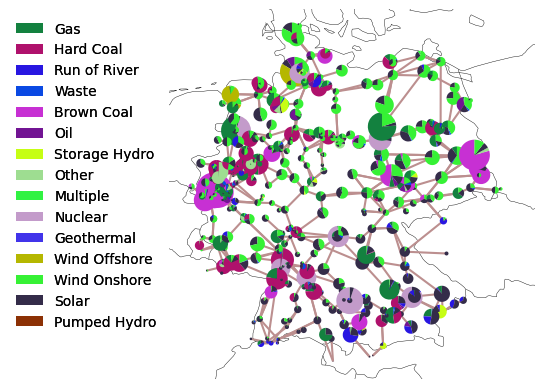 Gas
Hard Coal
Run of River
Waste
Brown Coal
Oil
Storage Hydro
Other
Multiple
Nuclear
Geothermal
Wind Offshore
Wind Onshore
Solar
Pumped Hydro